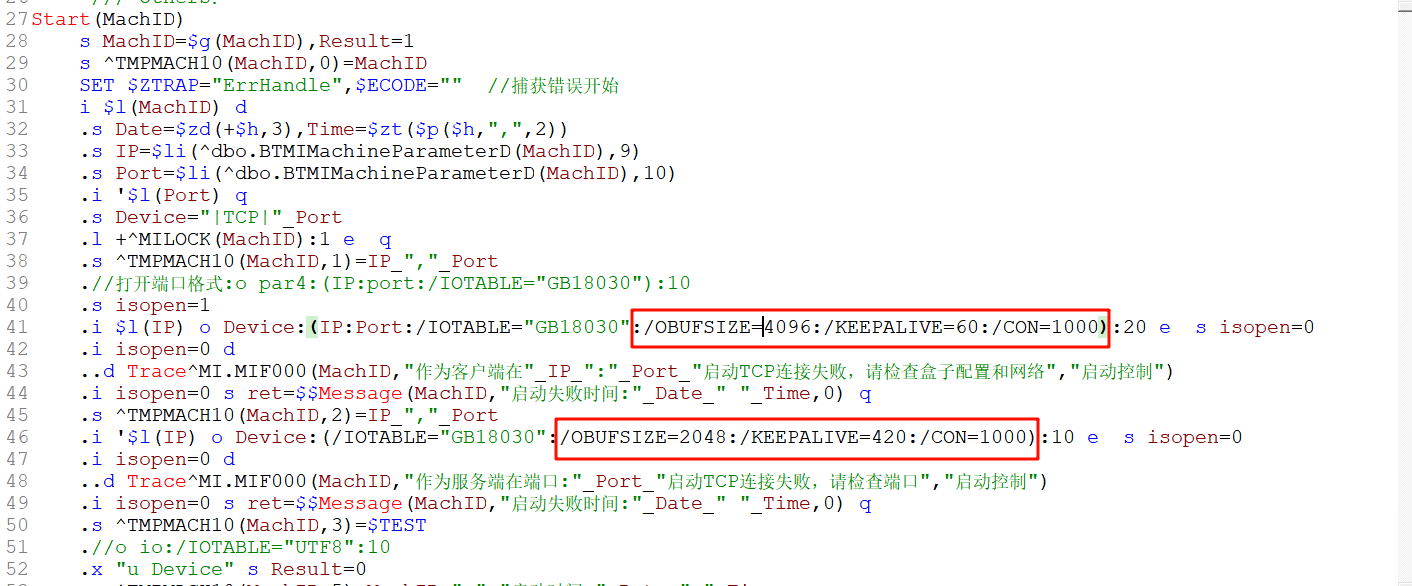 /// Others:
27 Start(MachID)
28     s MachID=$g(MachID),Result=1
29     s ^TMPMACH10(MachID,0)=MachID
30     SET $ZTRAP="ErrHandle",$ECODE=""  //捕获错误开始
31     i $l(MachID) d
32     .s Date=$zd(+$h,3),Time=$zt($p($h,",",2))
33     .s IP=$li(^dbo.BTMIMachineParameterD(MachID),9)
34     .s Port=$li(^dbo.BTMIMachineParameterD(MachID),10)
35     .i '$l(Port) q
36     .s Device="|TCP|"_Port
37     .l +^MILOCK(MachID):1 e  q
38     .s ^TMPMACH10(MachID,1)=IP_","_Port
39     .//打开端口格式:o par4:(IP:port:/IOTABLE="GB18030"):10
40     .s isopen=1
41     .i $l(IP) o Device:(IP:Port:/IOTABLE="GB18030":/OBUFSIZE=4096:/KEEPALIVE=60:/CON=1000):20 e  s isopen=0
42     .i isopen=0 d
43     ..d Trace^MI.MIF000(MachID,"作为客户端在"_IP_":"_Port_"启动TCP连接失败，请检查盒子配置和网络","启动控制")
44     .i isopen=0 s ret=$$Message(MachID,"启动失败时间:"_Date_" "_Time,0) q
45     .s ^TMPMACH10(MachID,2)=IP_","_Port
46     .i '$l(IP) o Device:(/IOTABLE="GB18030":/OBUFSIZE=2048:/KEEPALIVE=420:/CON=1000):10 e  s isopen=0
47     .i isopen=0 d
48     ..d Trace^MI.MIF000(MachID,"作为服务端在端口:"_Port_"启动TCP连接失败，请检查端口","启动控制")
49     .i isopen=0 s ret=$$Message(MachID,"启动失败时间:"_Date_" "_Time,0) q
50     .s ^TMPMACH10(MachID,3)=$TEST
51     .//o io:/IOTABLE="UTF8":10
52     .x "u Device" s Result=0